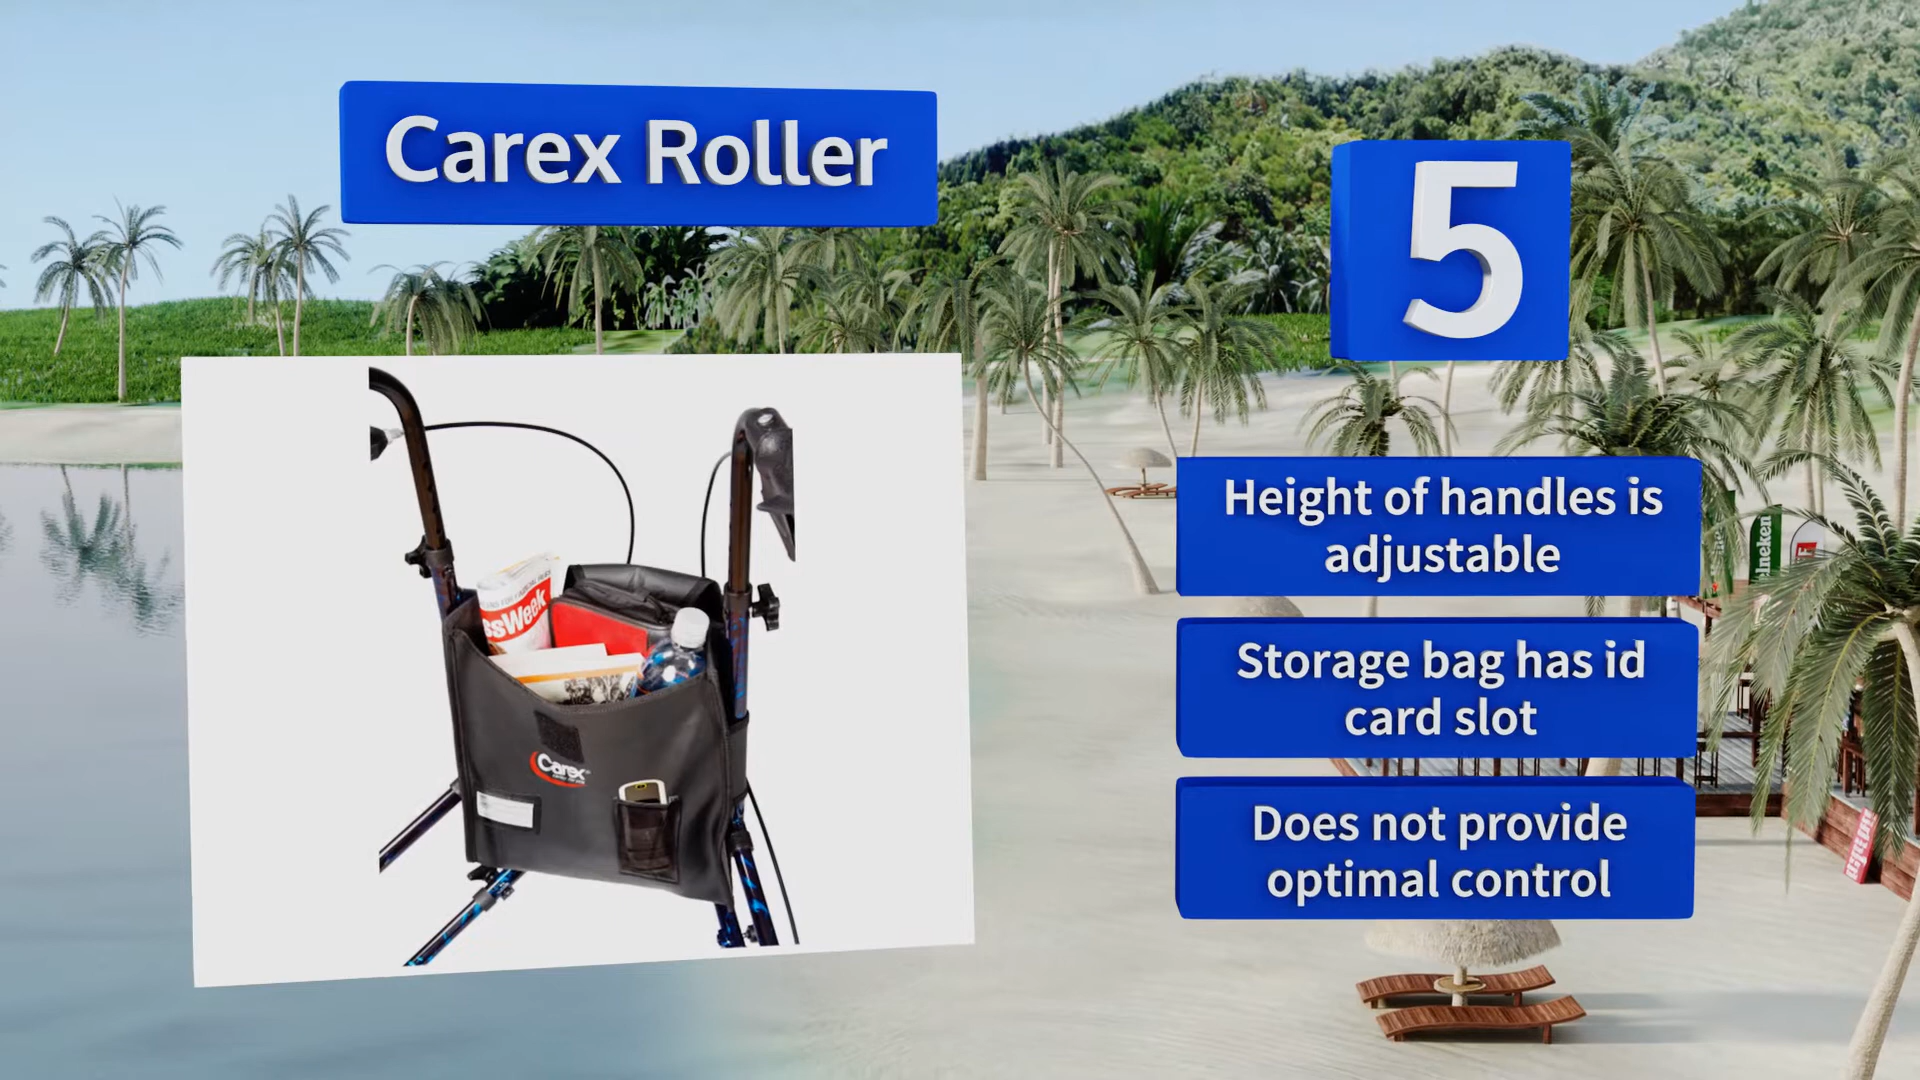 Carex Roller
5
Height of handles is
adjustable
Storage bag has id
card slot
Does not provide
optimal control
ssWeek
Carex